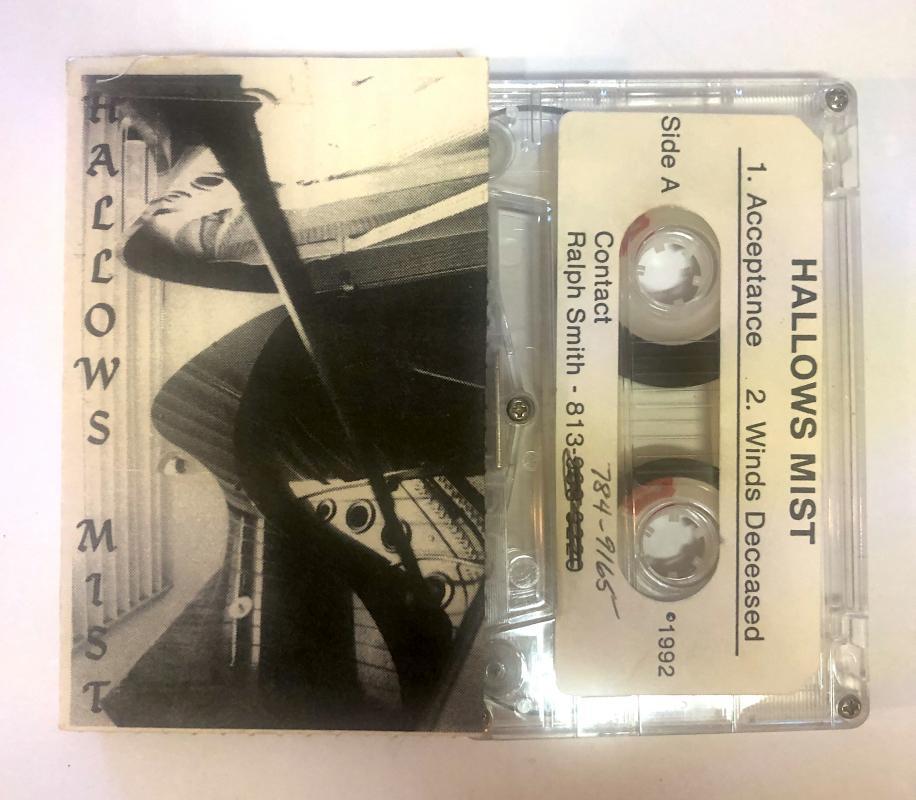 HALLOWS MIST
HALLOWS MIST
1. Acceptance 2. Winds Deceased
Side A
©1992
Contact
784-9165
Ralph Smith - 813-